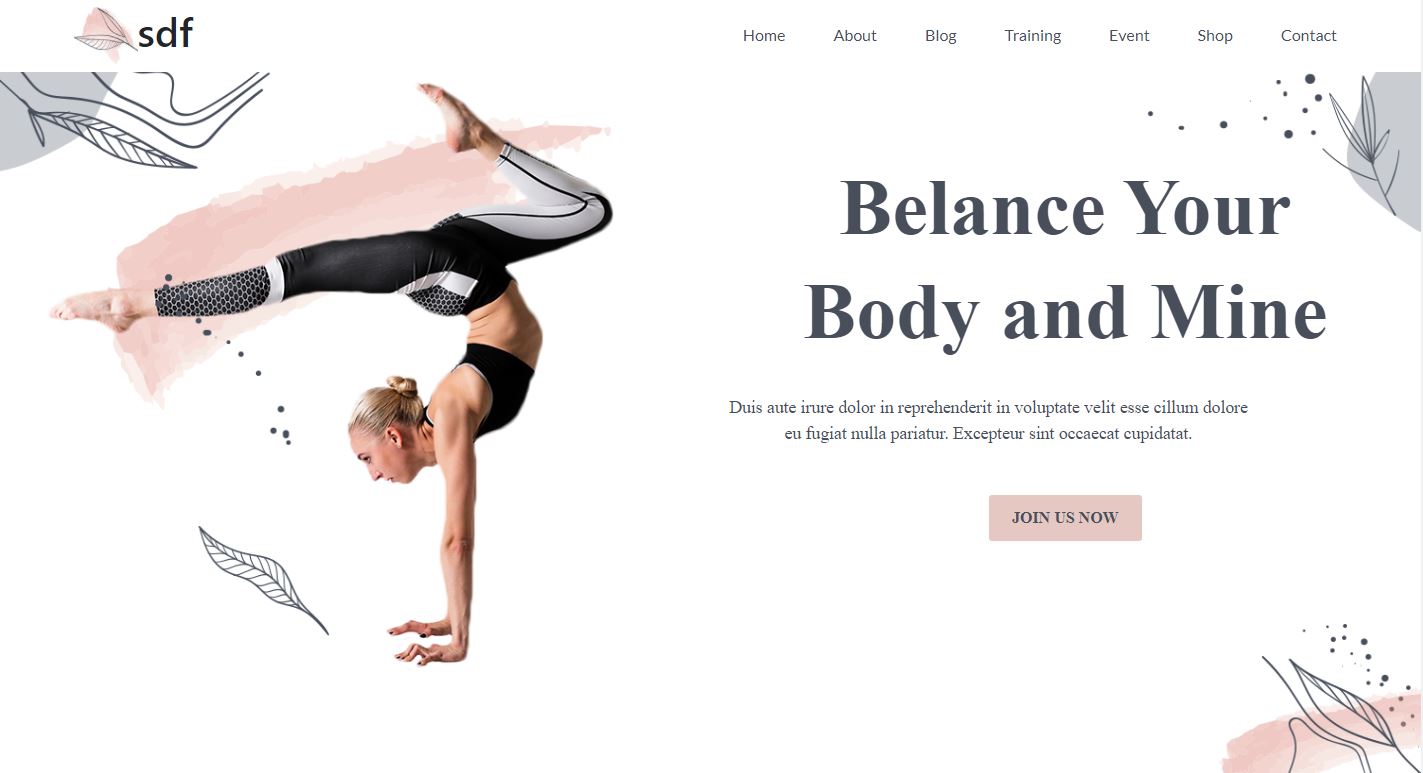 sdf
Home About Blog Training Event Shop Contact
Belance Your
Body and Mine
Duis aute irure dolor in reprehenderit in voluptate velit esse cillum dolore
eu fugiat nulla pariatur. Excepteur sint occaecat cupidatat.
JOIN US NOW